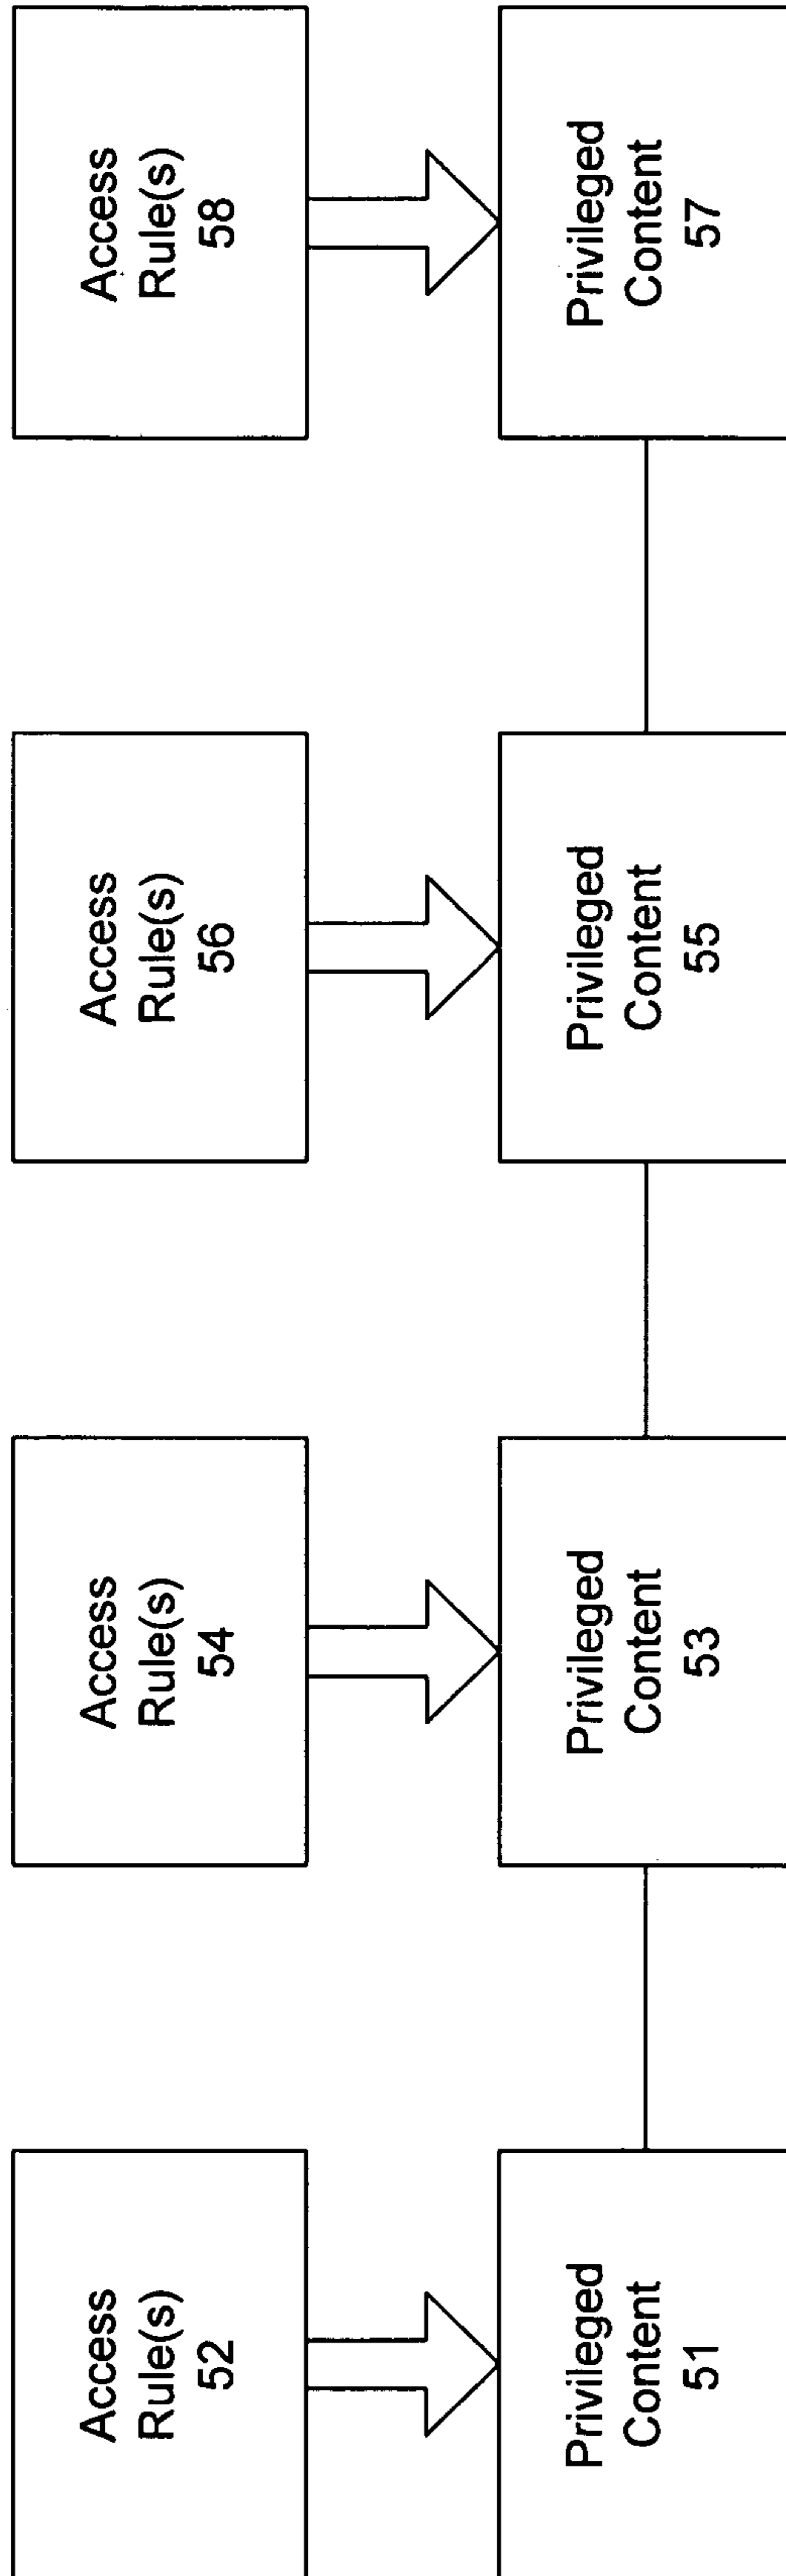 Access
Rule(s)
52
Access
Rule(s)
54
Access
Rule(s)
56
Access
Rule(s)
58
Privileged
Content
51
Privileged
Content
53
Privileged
Content
55
Privileged
Content
57